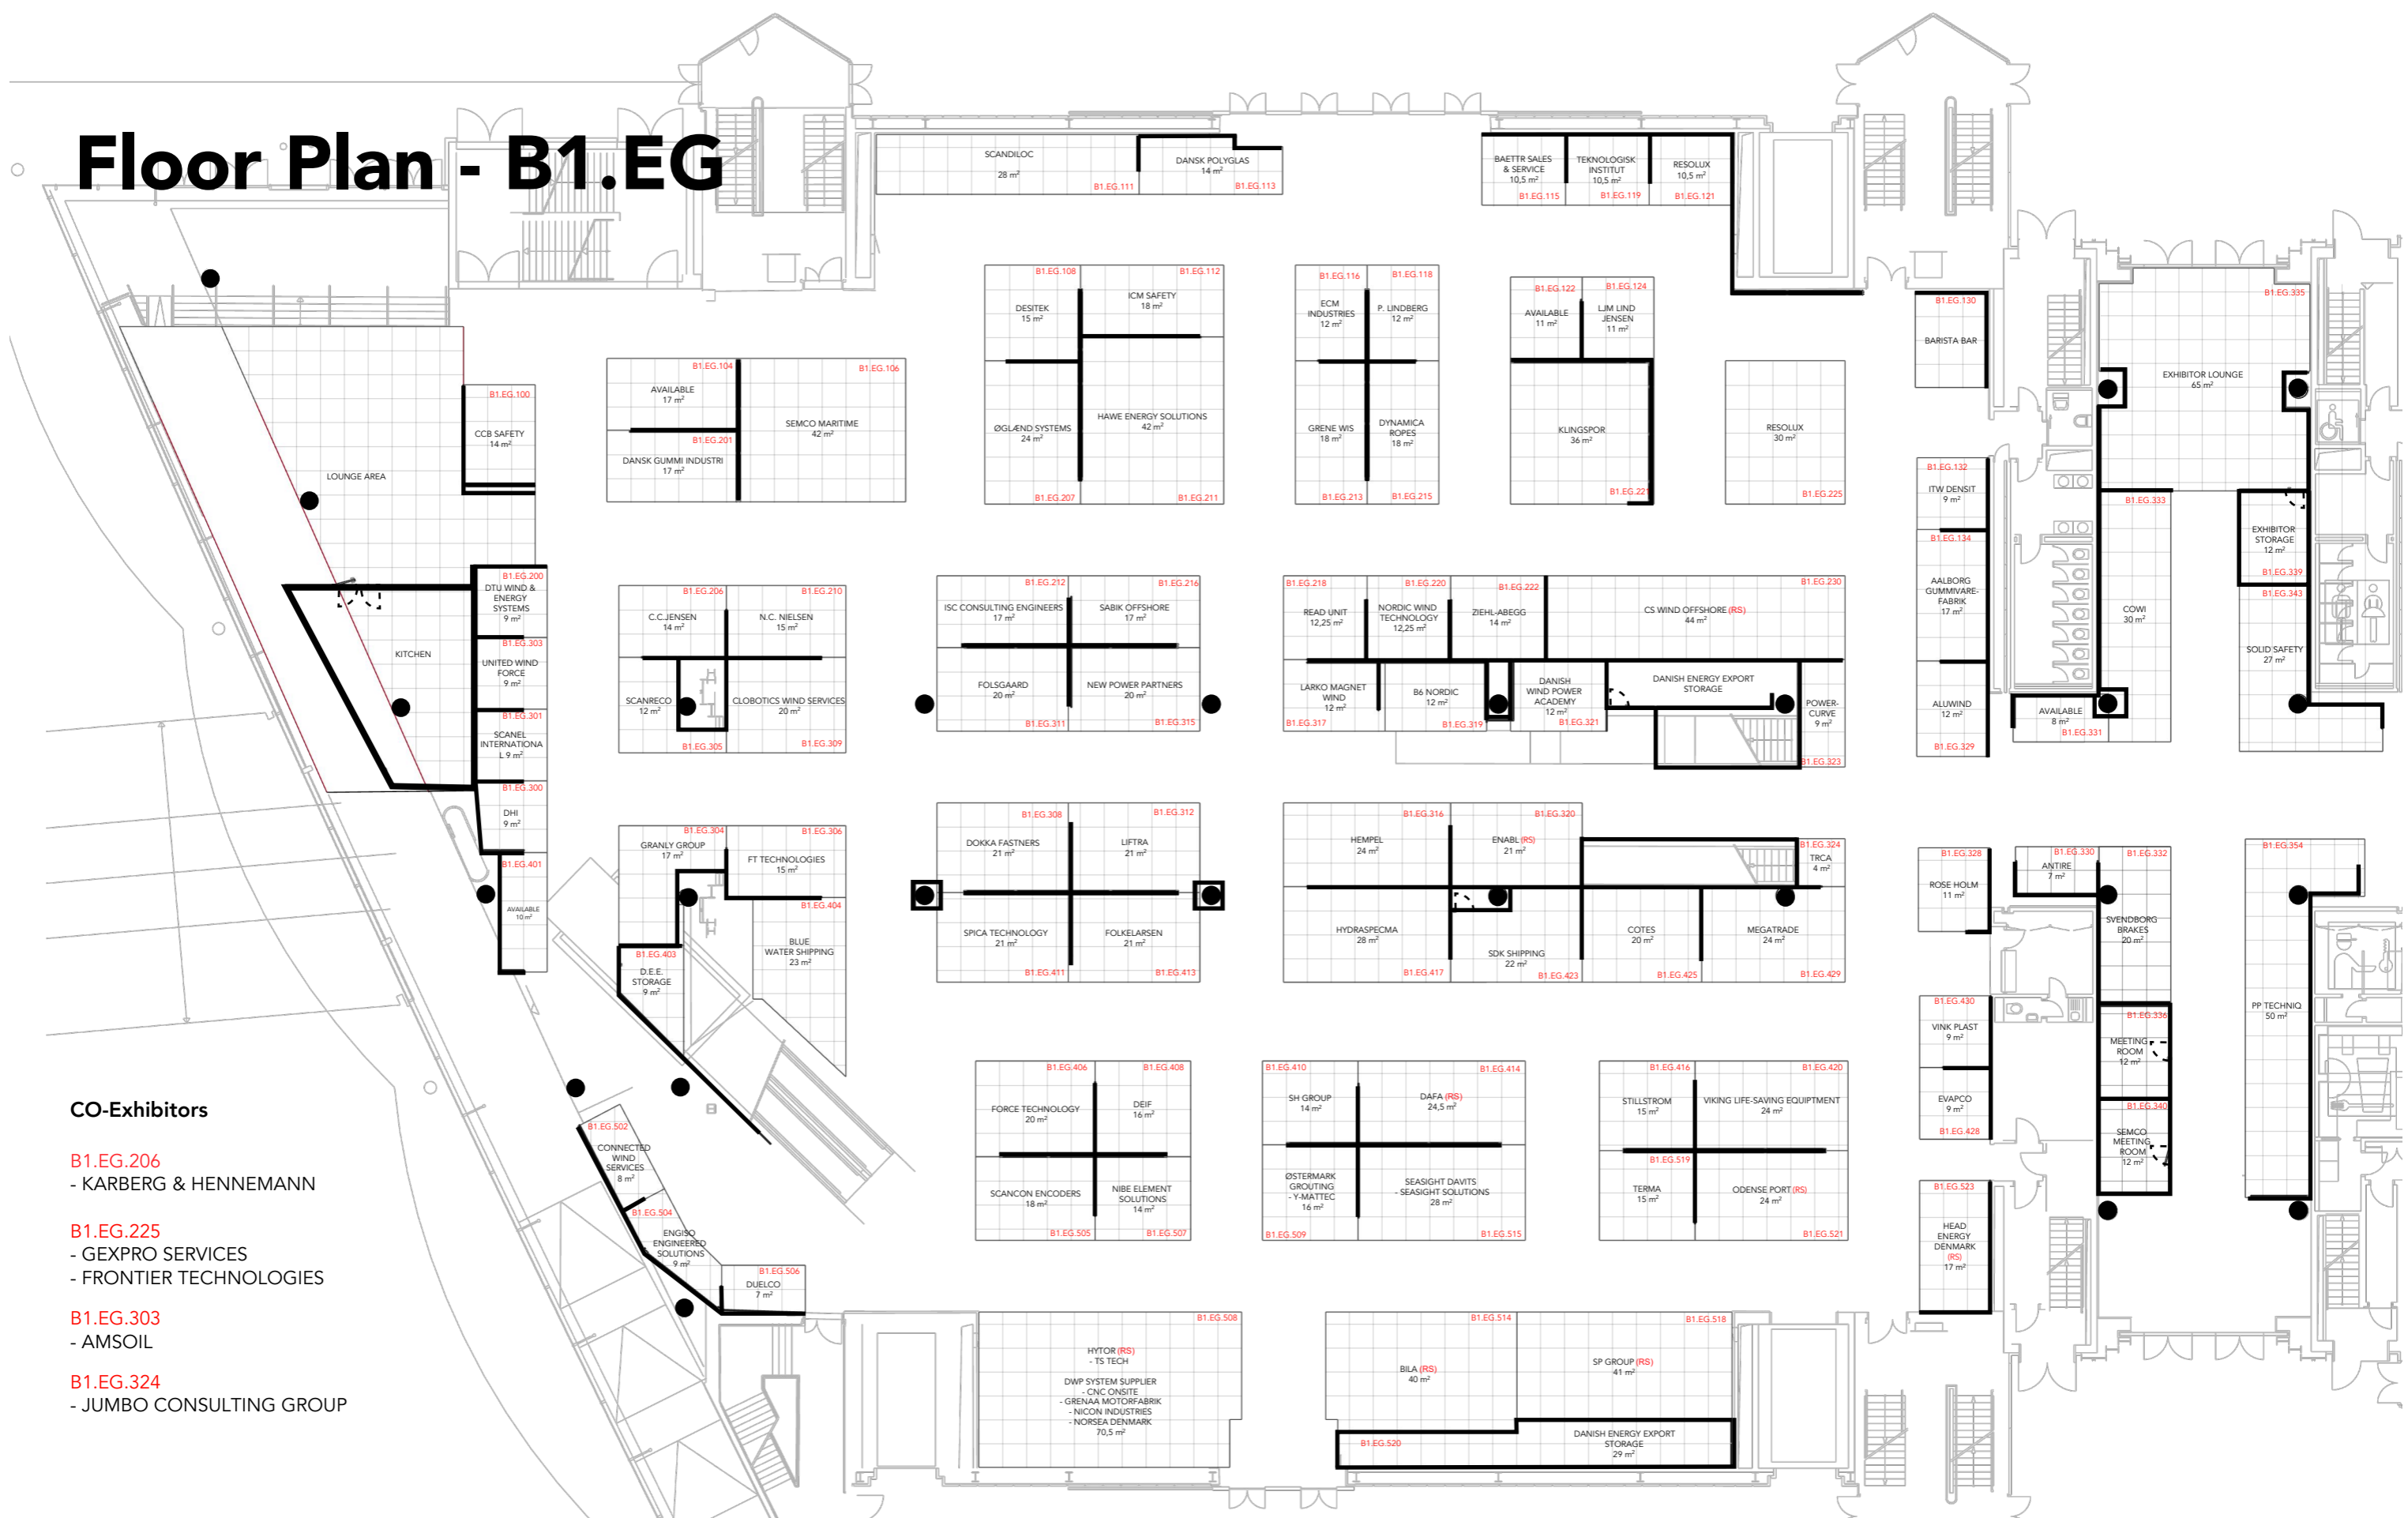 Floor Plan - B1.EG
SCANDILOC
28 m²
B1.EG.111
DANSK POLYGLAS
14 m²
B1.EG.113
BAETTR SALES
& SERVICE
10,5 m²
B1.EG.115
TEKNOLOGISK
INSTITUT
10,5 m²
B1.EG.119
RESOLUX
10,5 m²
B1.EG.121
B1.EG.108
DESITEK
15 m²
B1.EG.112
ICM SAFETY
18 m²
ØGLÆND SYSTEMS
24 m²
B1.EG.207
HAWE ENERGY SOLUTIONS
42 m²
B1.EG.211
B1.EG.116
ECM
INDUSTRIES
12 m²
B1.EG.118
P. LINDBERG
12 m²
GRENE WIS
18 m²
B1.EG.213
DYNAMICA
ROPES
18 m²
B1.EG.215
B1.EG.122
AVAILABLE
11 m²
B1.EG.124
LJM LIND
JENSEN
11 m²
KLINGSPOR
36 m²
B1.EG.221
RESOLUX
30 m²
B1.EG.225
B1.EG.130
BARISTA BAR
B1.EG.335
EXHIBITOR LOUNGE
65 m²
B1.EG.104
AVAILABLE
17 m²
B1.EG.201
DANSK GUMMI INDUSTRI
17 m²
B1.EG.106
SEMCO MARITIME
42 m²
B1.EG.100
CCB SAFETY
14 m²
LOUNGE AREA
KITCHEN
B1.EG.200
DTU WIND &
ENERGY
SYSTEMS
9 m²
B1.EG.303
UNITED WIND
FORCE
9 m²
B1.EG.301
SCANEL
INTERNATIONA
L 9 m²
B1.EG.300
DHI
9 m²
B1.EG.401
AVAILABLE
10 m²
B1.EG.206
C.C.JENSEN
14 m²
B1.EG.210
N.C. NIELSEN
15 m²
SCANRECO
12 m²
B1.EG.305
CLOBOTICS WIND SERVICES
20 m²
B1.EG.309
B1.EG.212
ISC CONSULTING ENGINEERS
17 m²
B1.EG.216
SABIK OFFSHORE
17 m²
FOLSGAARD
20 m²
B1.EG.311
NEW POWER PARTNERS
20 m²
B1.EG.315
B1.EG.218
READ UNIT
12,25 m²
B1.EG.220
NORDIC WIND
TECHNOLOGY
12,25 m²
B1.EG.222
ZIEHL-ABEGG
14 m²
B1.EG.230
CS WIND OFFSHORE (RS)
44 m²
LARKO MAGNET
WIND
12 m²
B1.EG.317
B6 NORDIC
12 m²
B1.EG.319
DANISH
WIND POWER
ACADEMY
12 m²
B1.EG.321
DANISH ENERGY EXPORT
STORAGE
POWER-
CURVE
9 m²
B1.EG.323
B1.EG.132
ITW DENSIT
9 m²
B1.EG.134
AALBORG
GUMMIVARE-
FABRIK
17 m²
ALUWIND
12 m²
B1.EG.329
B1.EG.333
COWI
30 m²
AVAILABLE
8 m²
B1.EG.331
EXHIBITOR
STORAGE
12 m²
B1.EG.339
B1.EG.343
SOLID SAFETY
27 m²
B1.EG.304
GRANLY GROUP
17 m²
B1.EG.306
FT TECHNOLOGIES
15 m²
B1.EG.404
BLUE
WATER SHIPPING
23 m²
B1.EG.403
D.E.E.
STORAGE
9 m²
B1.EG.308
DOKKA FASTNERS
21 m²
B1.EG.312
LIFTRA
21 m²
SPICA TECHNOLOGY
21 m²
B1.EG.411
FOLKELARSEN
21 m²
B1.EG.413
B1.EG.316
HEMPEL
24 m²
B1.EG.320
ENABL (RS)
21 m²
B1.EG.324
TRCA
4 m²
HYDRASPECMA
28 m²
B1.EG.417
SDK SHIPPING
22 m²
B1.EG.423
COTES
20 m²
B1.EG.425
MEGATRADE
24 m²
B1.EG.429
B1.EG.328
ROSE HOLM
11 m²
B1.EG.330
ANTIRE
7 m²
B1.EG.332
SVENDBORG
BRAKES
20 m²
B1.EG.354
PP TECHNIQ
50 m²
B1.EG.430
VINK PLAST
9 m²
EVAPCO
9 m²
B1.EG.428
B1.EG.336
MEETING
ROOM
12 m²
B1.EG.340
SEMCO
MEETING
ROOM
12 m²
B1.EG.523
HEAD
ENERGY
DENMARK
(RS)
17 m²
B1.EG.406
FORCE TECHNOLOGY
20 m²
B1.EG.408
DEIF
16 m²
SCANCON ENCODERS
18 m²
B1.EG.505
NIBE ELEMENT
SOLUTIONS
14 m²
B1.EG.507
B1.EG.410
SH GROUP
14 m²
B1.EG.414
DAFA (RS)
24,5 m²
ØSTERMARK
GROUTING
- Y-MATTEC
16 m²
B1.EG.509
SEASIGHT DAVITS
- SEASIGHT SOLUTIONS
28 m²
B1.EG.515
B1.EG.416
STILLSTROM
15 m²
B1.EG.420
VIKING LIFE-SAVING EQUIPTMENT
24 m²
B1.EG.519
TERMA
15 m²
ODENSE PORT (RS)
24 m²
B1.EG.521
B1.EG.502
CONNECTED
WIND
SERVICES
8 m²
B1.EG.504
ENGISO
ENGINEERED
SOLUTIONS
9 m²
B1.EG.506
DUELCO
7 m²
B1.EG.508
HYTOR (RS)
- TS TECH
DWP SYSTEM SUPPLIER
- CNC ONSITE
- GRENAA MOTORFABRIK
- NICON INDUSTRIES
- NORSEA DENMARK
70,5 m²
B1.EG.514
BILA (RS)
40 m²
B1.EG.518
SP GROUP (RS)
41 m²
B1.EG.520
DANISH ENERGY EXPORT
STORAGE
29 m²
CO-Exhibitors
B1.EG.206
- KARBERG & HENNEMANN
B1.EG.225
- GEXPRO SERVICES
- FRONTIER TECHNOLOGIES
B1.EG.303
- AMSOIL
B1.EG.324
- JUMBO CONSULTING GROUP